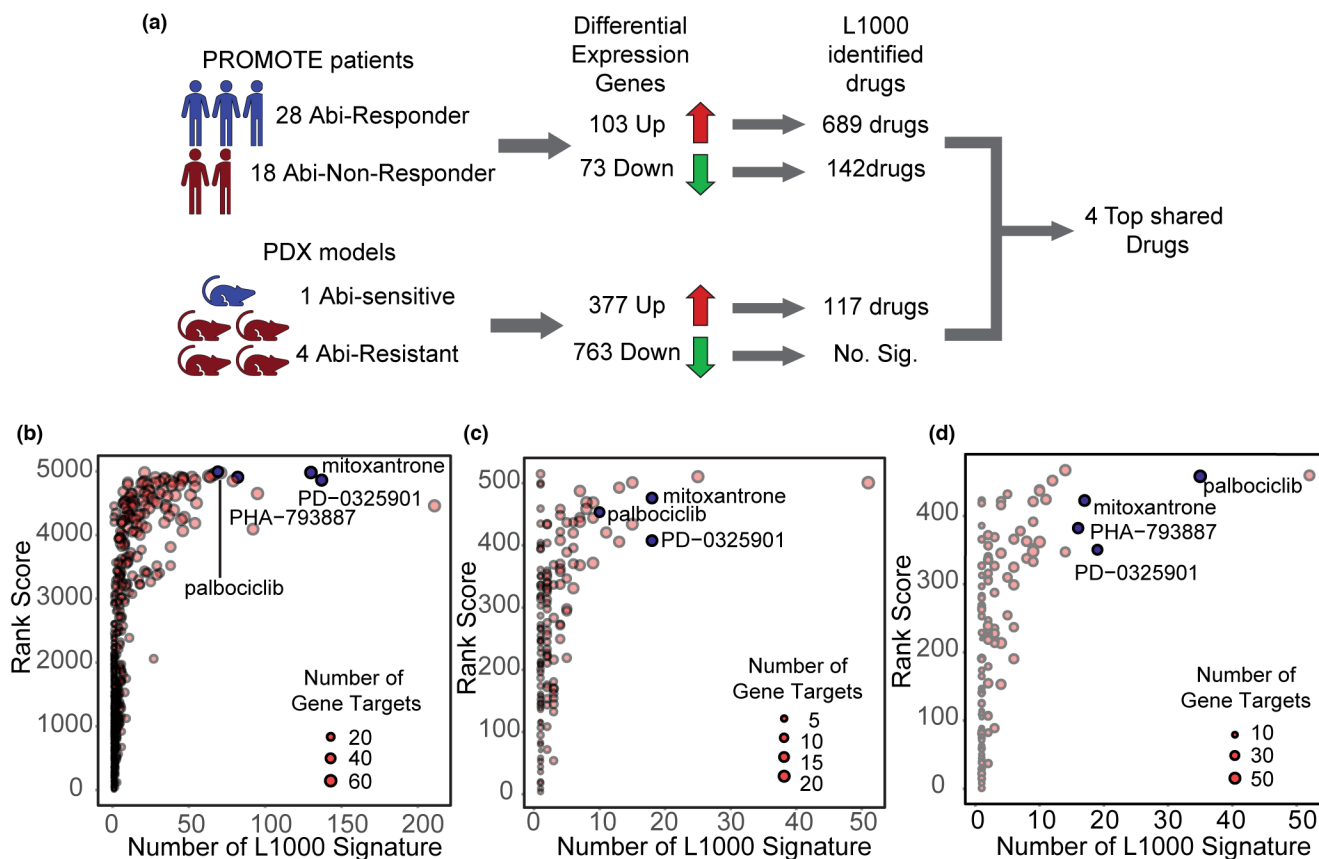 (a)
PROMOTE patients
28 Abi-Responder
18 Abi-Non-Responder
PDX models
1 Abi-sensitive
4 Abi-Resistant
Differential
Expression
Genes
103 Up
73 Down
377 Up
763 Down
L1000
identified
drugs
689 drugs
142drugs
117 drugs
No. Sig.
4 Top shared
Drugs
(b)
Rank Score
5000
4000
3000
2000
1000
0
mitoxantrone
PD-0325901
PHA-793887
palbociclib
Number of
Gene Targets
20
40
60
0 50 100 150 200
Number of L1000 Signature
(c)
Rank Score
500
400
300
200
100
0
mitoxantrone
palbociclib
PD-0325901
Number of
Gene Targets
5
10
15
20
0 10 20 30 40 50
Number of L1000 Signature
(d)
Rank Score
400
300
200
100
0
palbociclib
mitoxantrone
PHA-793887
PD-0325901
Number of
Gene Targets
10
30
50
0 10 20 30 40 50
Number of L1000 Signature